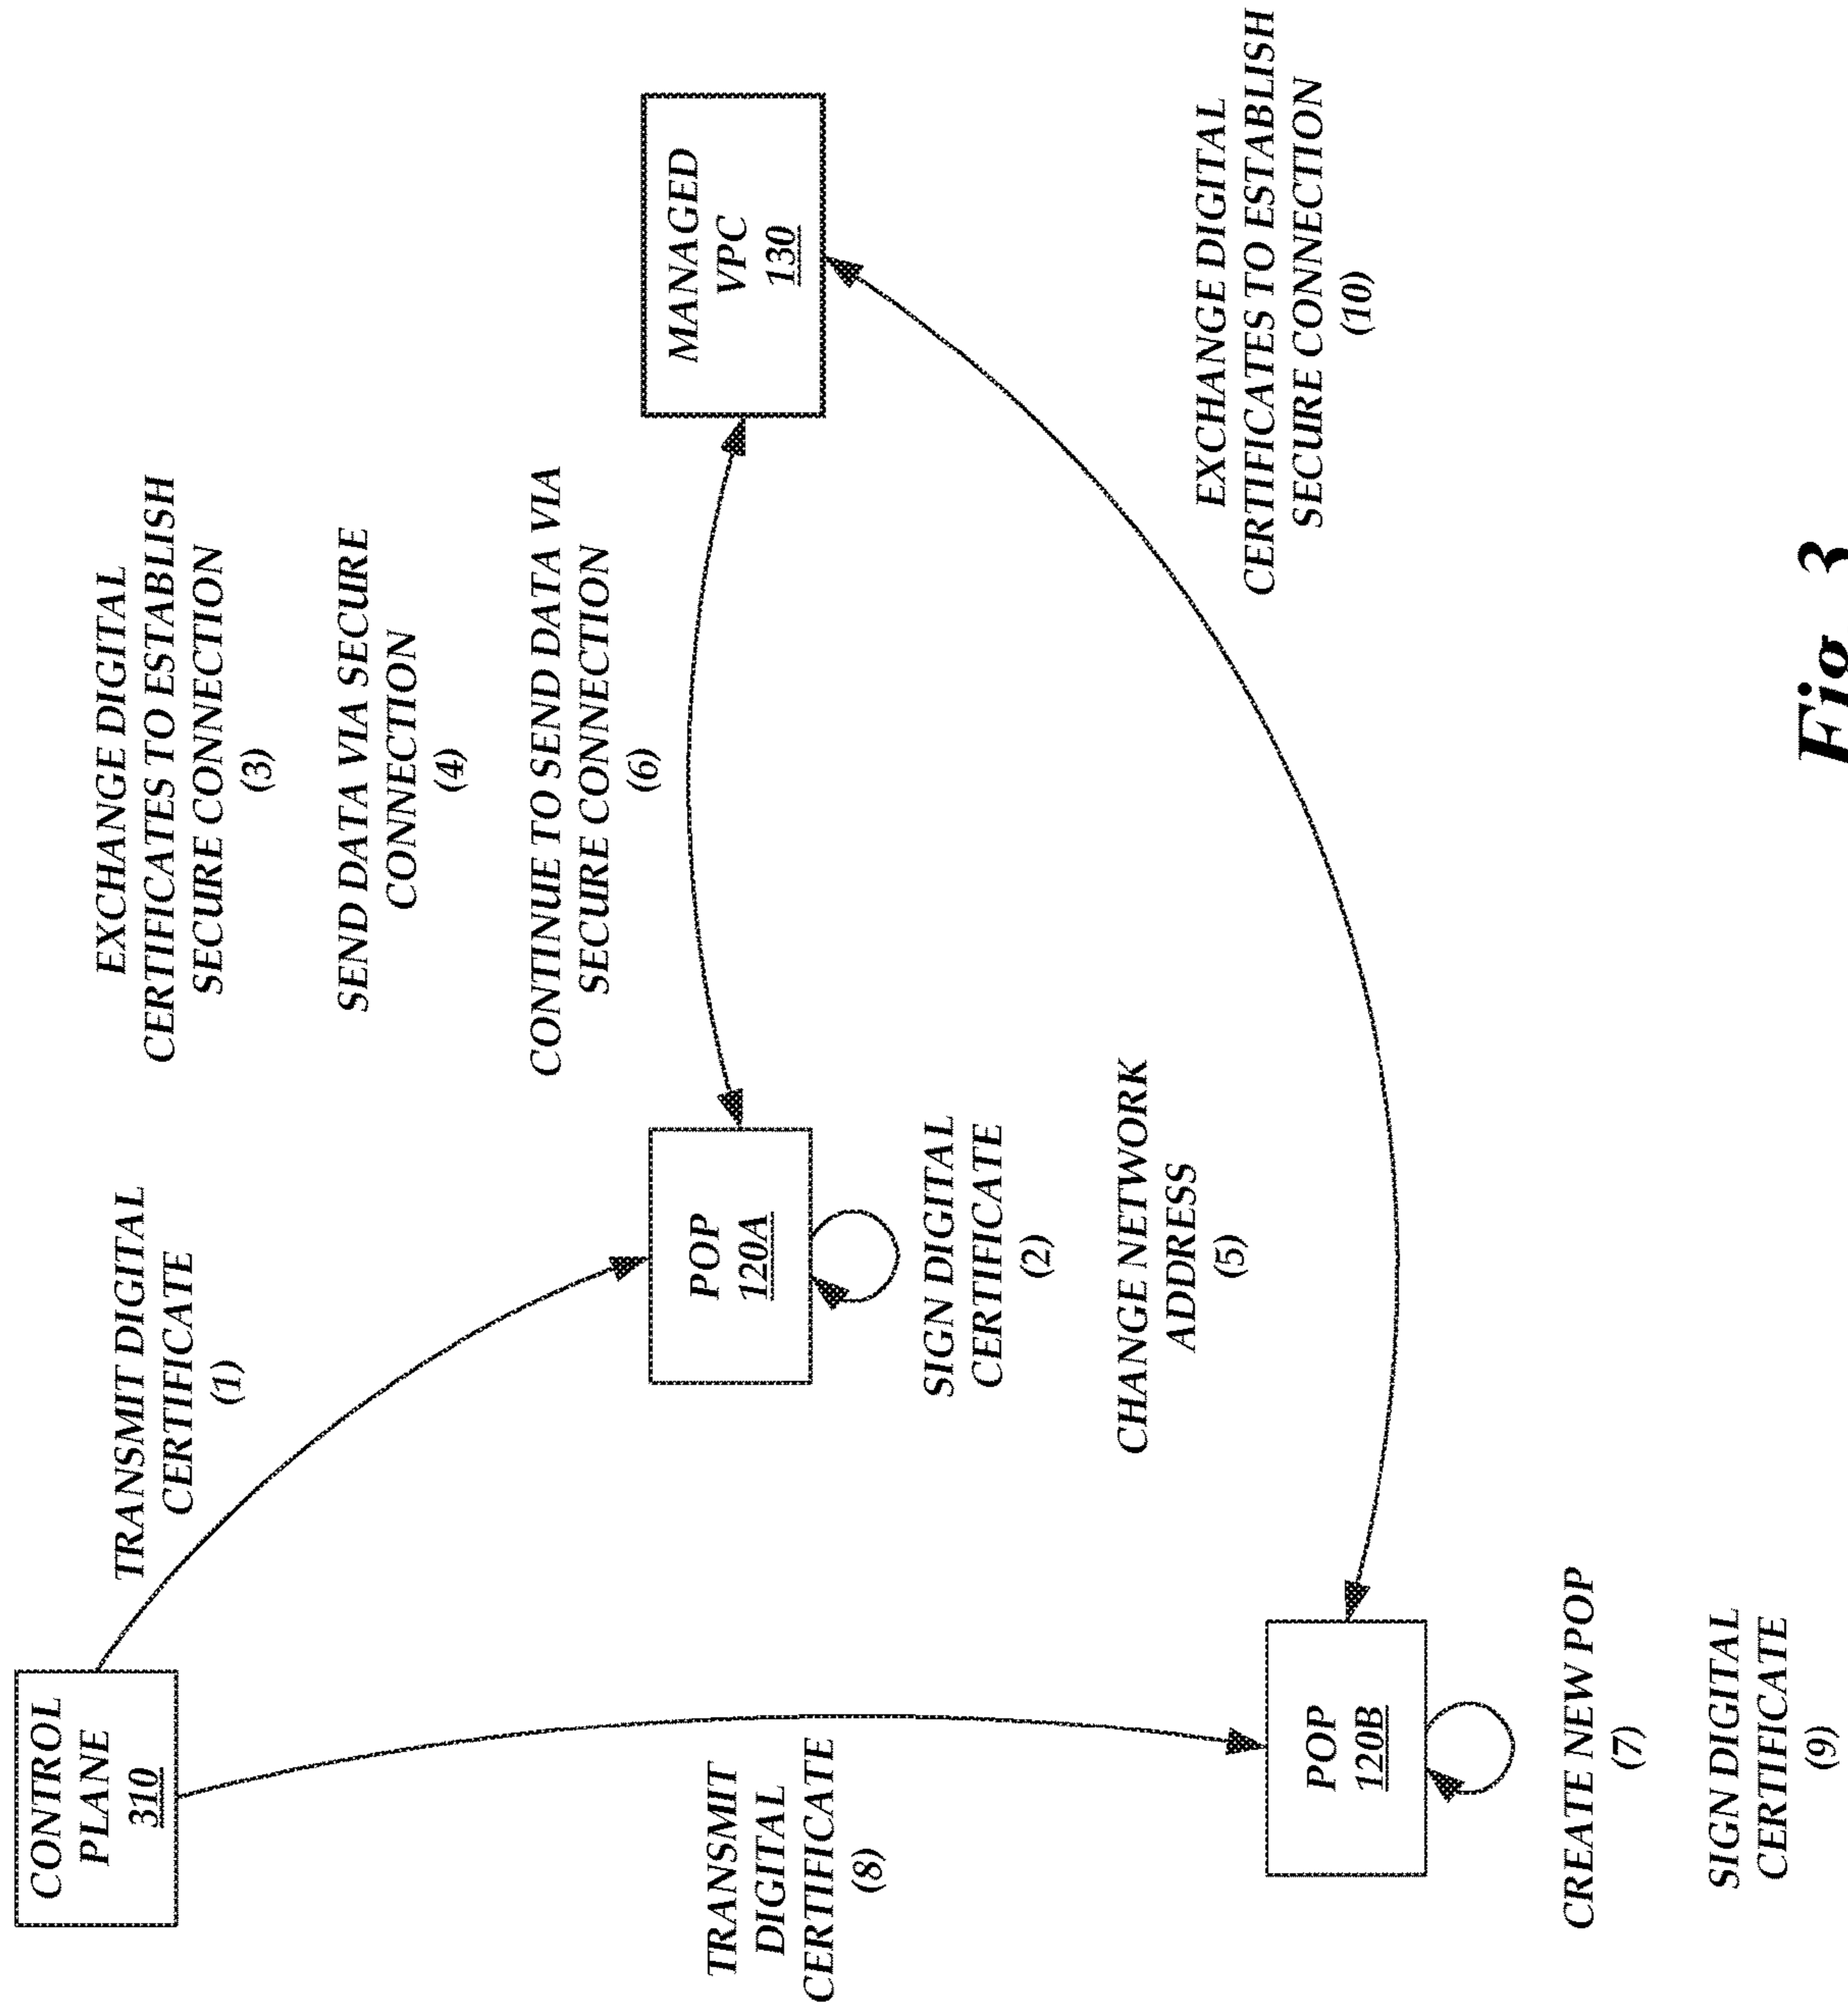 CONTROL
PLANE
310
TRANSMIT DIGITAL
CERTIFICATE
(1)
EXCHANGE DIGITAL
CERTIFICATES TO ESTABLISH
SECURE CONNECTION
(3)
SEND DATA VIA SECURE
CONNECTION
(4)
CONTINUE TO SEND DATA VIA
SECURE CONNECTION
(6)
TRANSMIT
DIGITAL
CERTIFICATE
(8)
POP
120A
MANAGED
VPC
130
SIGN DIGITAL
CERTIFICATE
(2)
CHANGE NETWORK
ADDRESS
(5)
POP
120B
EXCHANGE DIGITAL
CERTIFICATES TO ESTABLISH
SECURE CONNECTION
(10)
CREATE NEW POP
(7)
SIGN DIGITAL
CERTIFICATE
(9)
Fig. 3